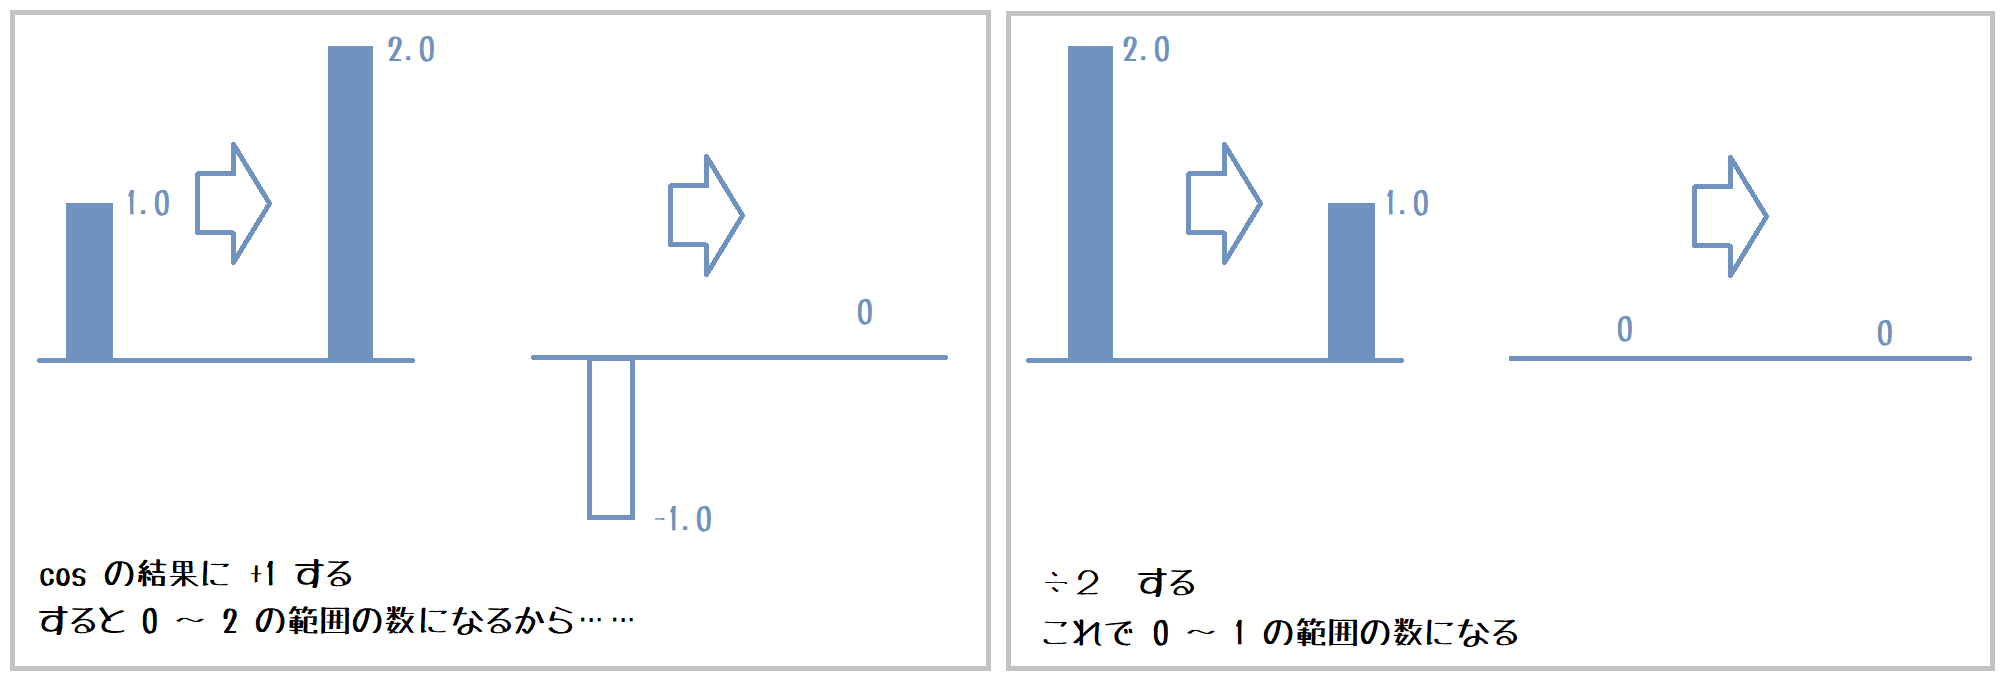 2.0
1.0
0
-1.0
cos の結果に +1 する
すると 0 ～ 2 の範囲の数になるから……
2.0
1.0
0
0
÷２　する
これで 0 ～ 1 の範囲の数になる